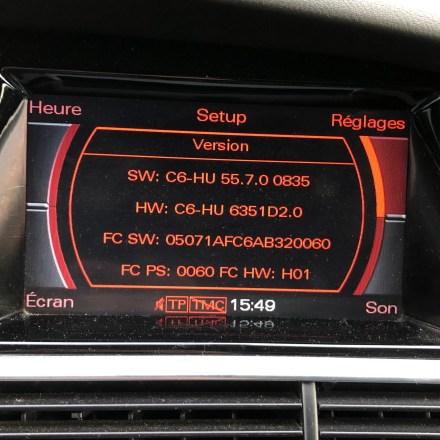 Heure Setup Réglages
Version
SW: C6-HU 55.7.0 0835
HW: C6-HU 6351D2.0
FC SW: 05071AFC6AB320060
FC PS: 0060 FC HW: H01
Écran TP TMC 15:49 Son